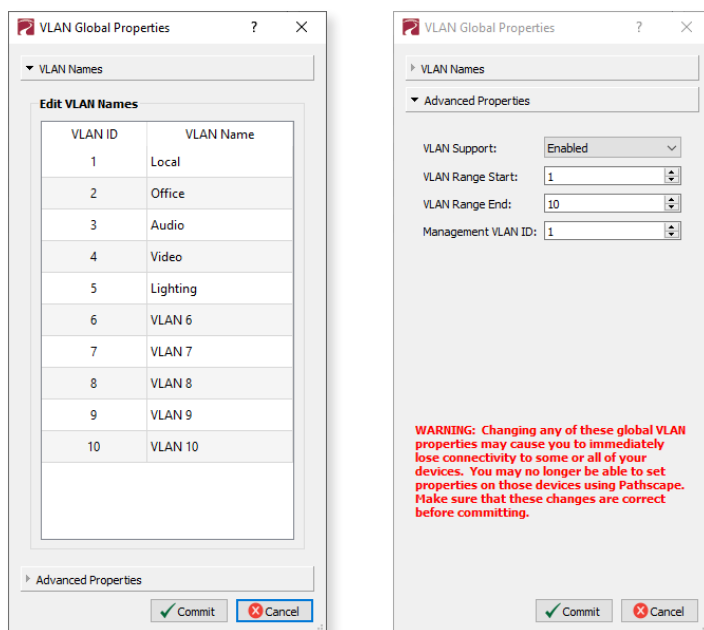 VLAN Global Properties ? ×
VLAN Names
Edit VLAN Names
VLAN ID VLAN Name
1 Local
2 Office
3 Audio
4 Video
5 Lighting
6 VLAN 6
7 VLAN 7
8 VLAN 8
9 VLAN 9
10 VLAN 10
Advanced Properties
Commit Cancel
VLAN Global Properties ? ×
VLAN Names
Advanced Properties
VLAN Support: Enabled
VLAN Range Start: 1
VLAN Range End: 10
Management VLAN ID: 1
WARNING: Changing any of these global VLAN
properties may cause you to immediately
lose connectivity to some or all of your
devices. You may no longer be able to set
properties on those devices using Pathscape.
Make sure that these changes are correct
before committing.
Commit Cancel